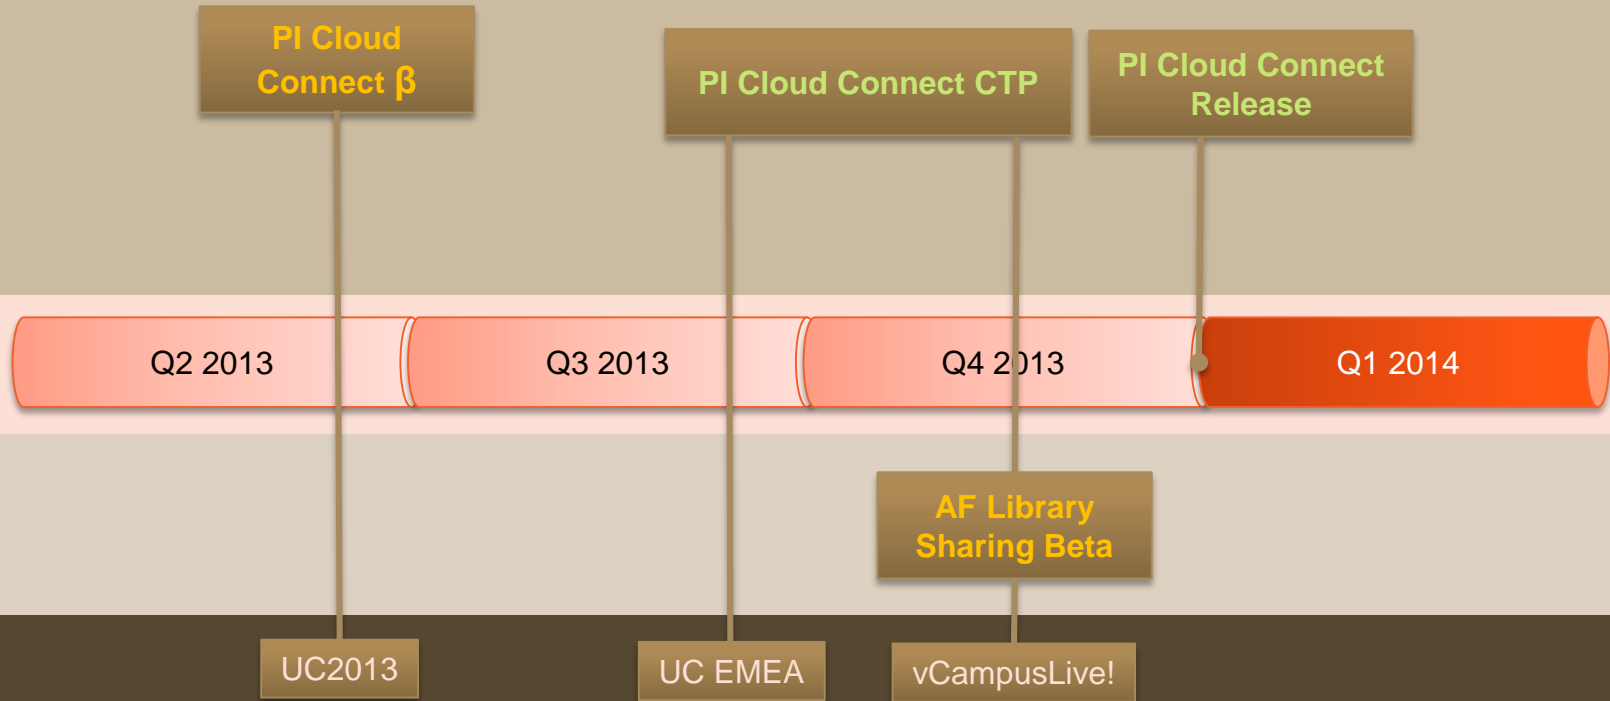 PI Cloud
Connect β
PI Cloud Connect CTP
PI Cloud Connect
Release
Q2 2013
Q3 2013
Q4 2013
Q1 2014
AF Library
Sharing Beta
UC2013
UC EMEA
vCampusLive!